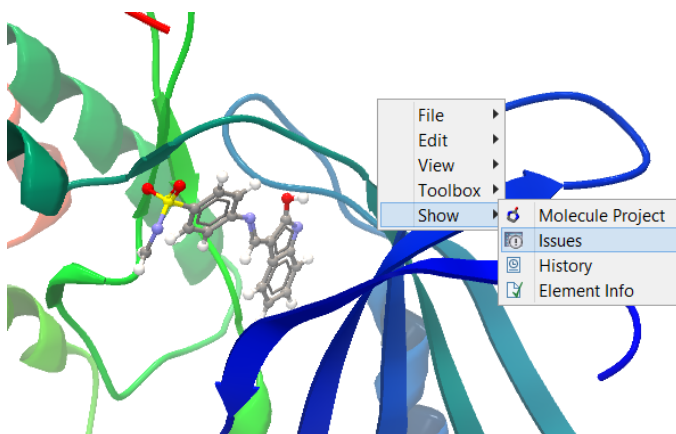 File
Edit
View
Toolbox
Show
Molecule Project
Issues
History
Element Info